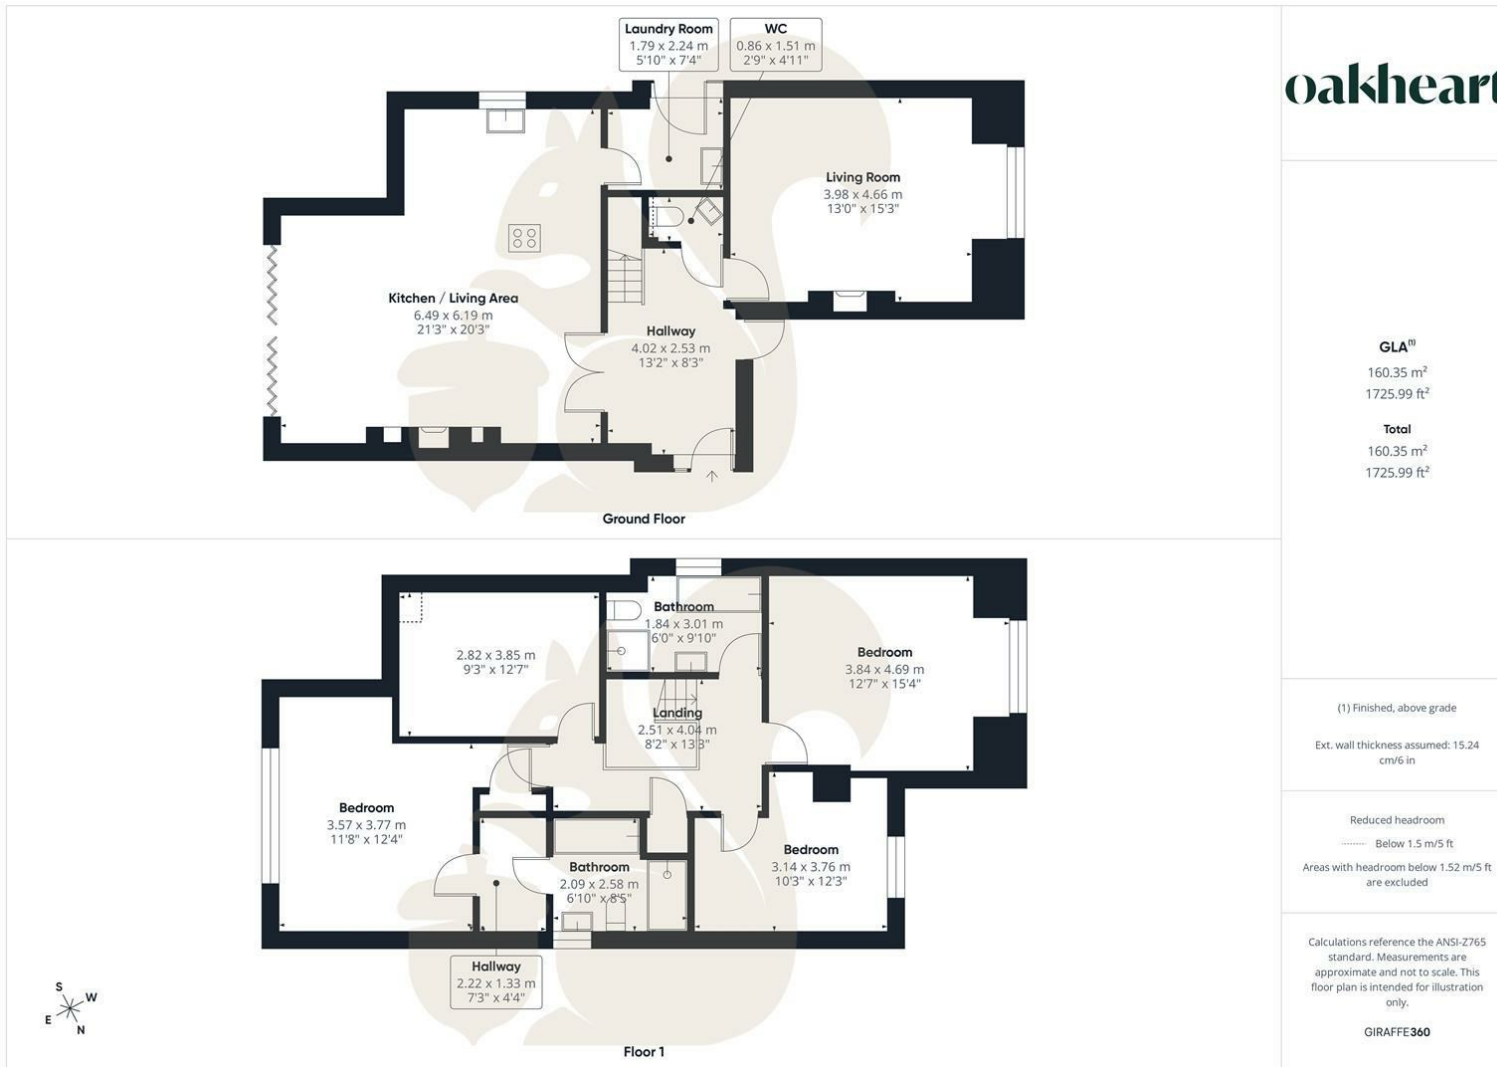 Laundry Room
1.79 x 2.24 m
5'10" x 7'4"
WC
0.86 x 1.51 m
2'9" x 4'11"
Living Room
3.98 x 4.66 m
13'0" x 15'3"
Kitchen / Living Area
6.49 x 6.19 m
21'3" x 20'3"
Hallway
4.02 x 2.53 m
13'2" x 8'3"
Ground Floor
Bathroom
1.84 x 3.01 m
6'0" x 9'10"
2.82 x 3.85 m
9'3" x 12'7"
Bedroom
3.84 x 4.69 m
12'7" x 15'4"
Landing
2.51 x 4.04 m
8'2" x 13'3"
Bedroom
3.57 x 3.77 m
11'8" x 12'4"
Bathroom
2.09 x 2.58 m
6'10" x 8'5"
Bedroom
3.14 x 3.76 m
10'3" x 12'3"
Hallway
2.22 x 1.33 m
7'3" x 4'4"
S
W
E
N
Floor 1
oakheart
GLA(1)
160.35 m²
1725.99 ft²
Total
160.35 m²
1725.99 ft²
(1) Finished, above grade
Ext. wall thickness assumed: 15.24
cm/6 in
Reduced headroom
Below 1.5 m/5 ft
Areas with headroom below 1.52 m/5 ft
are excluded
Calculations reference the ANSI-Z765
standard. Measurements are
approximate and not to scale. This
floor plan is intended for illustration
only.
GIRAFFE360